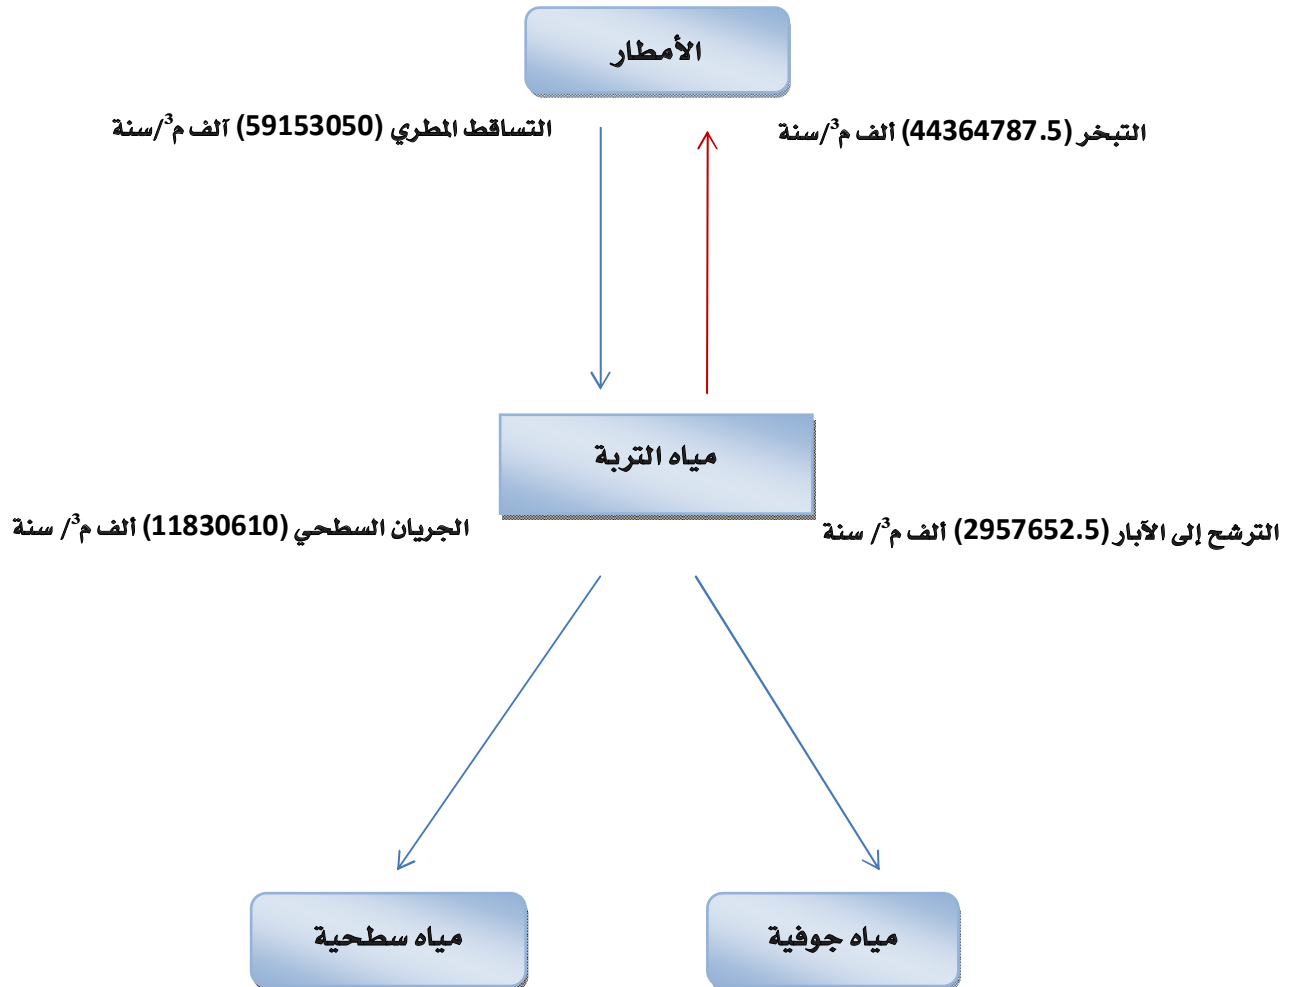 الأمطار
التبخر (44364787.5) ألف م³/سنة
التساقط المطري (59153050) آلف م³/سنة
مياه التربة
الترشح إلى الآبار (2957652.5) ألف م³/ سنة
الجريان السطحي (11830610) ألف م³/ سنة
مياه جوفية
مياه سطحية